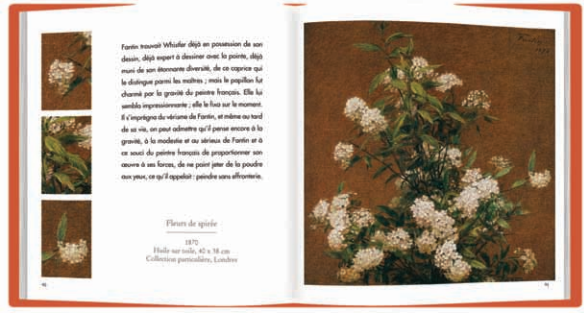 Fantin trouvait Whistler déjà en possession de son
dessin, déjà expert à dessiner avec la pointe, déjà
muni de son étonnante diversité, de ce caprice qui
le distingue parmi les maîtres ; mais le papillon fut
charmé par la gravité du peintre français. Elle lui
sembla impressionnante ; elle le fixa sur le moment.
Il s'imprégna du vérisme de Fantin, et même au tard
de sa vie, on peut admettre qu'il pense encore à la
gravité, à la modestie et au sérieux de Fantin et à
ce souci du peintre français de proportionner son
œuvre à ses forces, de ne point jeter de la poudre
aux yeux, ce qu'il appelait : peindre sans effronterie.
Fleurs de spirée
1870
Huile sur toile, 40 x 38 cm
Collection particulière, Londres